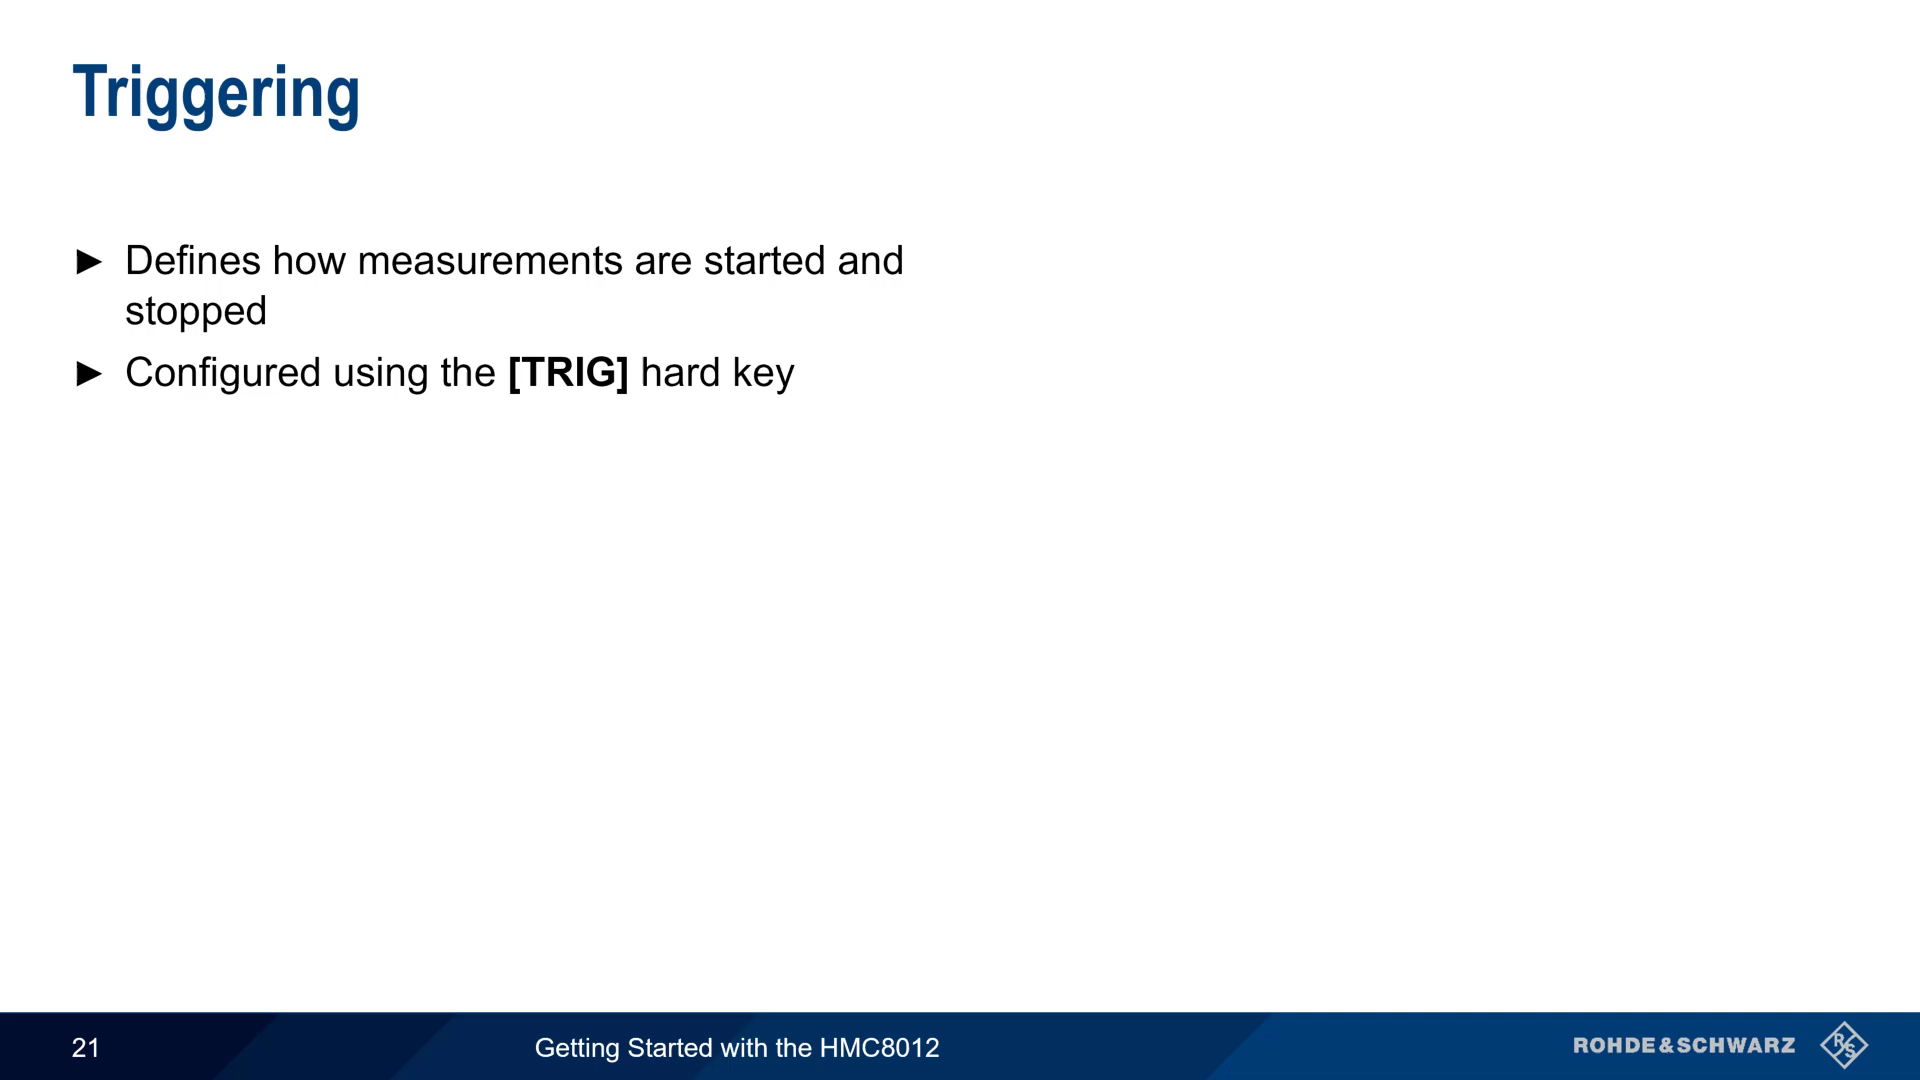 Triggering
► Defines how measurements are started and
stopped
► Configured using the [TRIG] hard key
21
Getting Started with the HMC8012
ROHDE&SCHWARZ
R&S